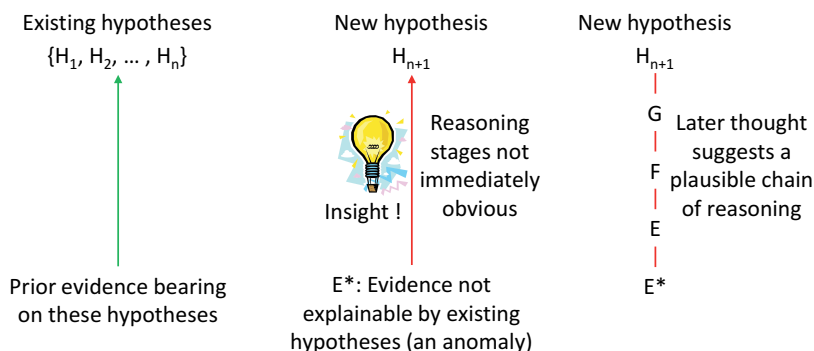 Existing hypotheses
{H₁, H₂, ... , Hₙ}
Prior evidence bearing
on these hypotheses
New hypothesis
Hₙ₊₁
Insight !
Reasoning
stages not
immediately
obvious
E*: Evidence not
explainable by existing
hypotheses (an anomaly)
New hypothesis
Hₙ₊₁
G
F
E
E*
Later thought
suggests a
plausible chain
of reasoning